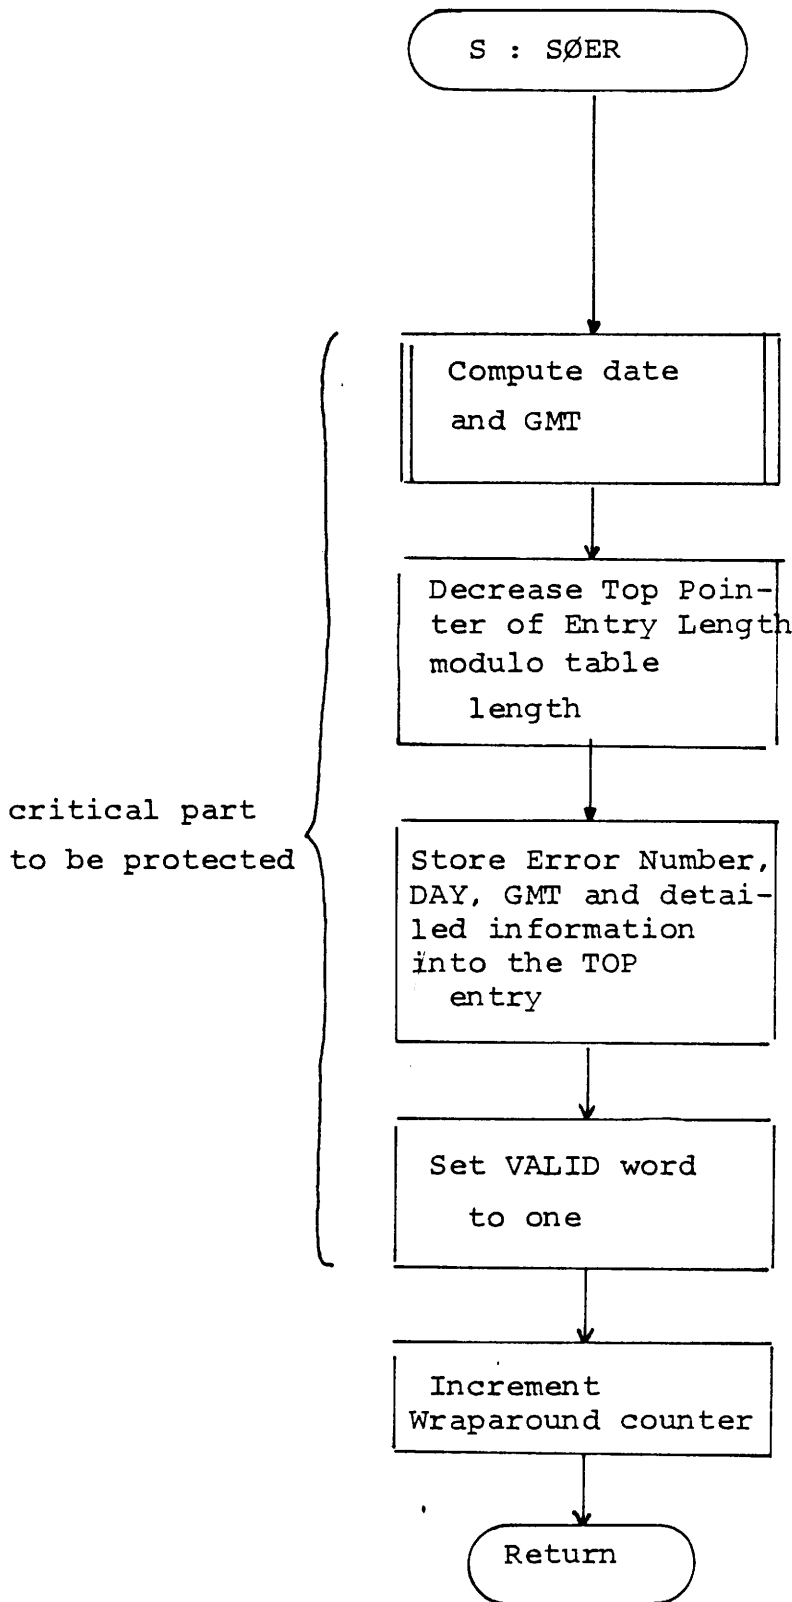 S : SØER
Compute date
and GMT
Decrease Top Poin-
ter of Entry Length
modulo table
length
critical part
to be protected
Store Error Number,
DAY, GMT and detai-
led information
into the TOP
entry
Set VALID word
to one
Increment
Wraparound counter
Return